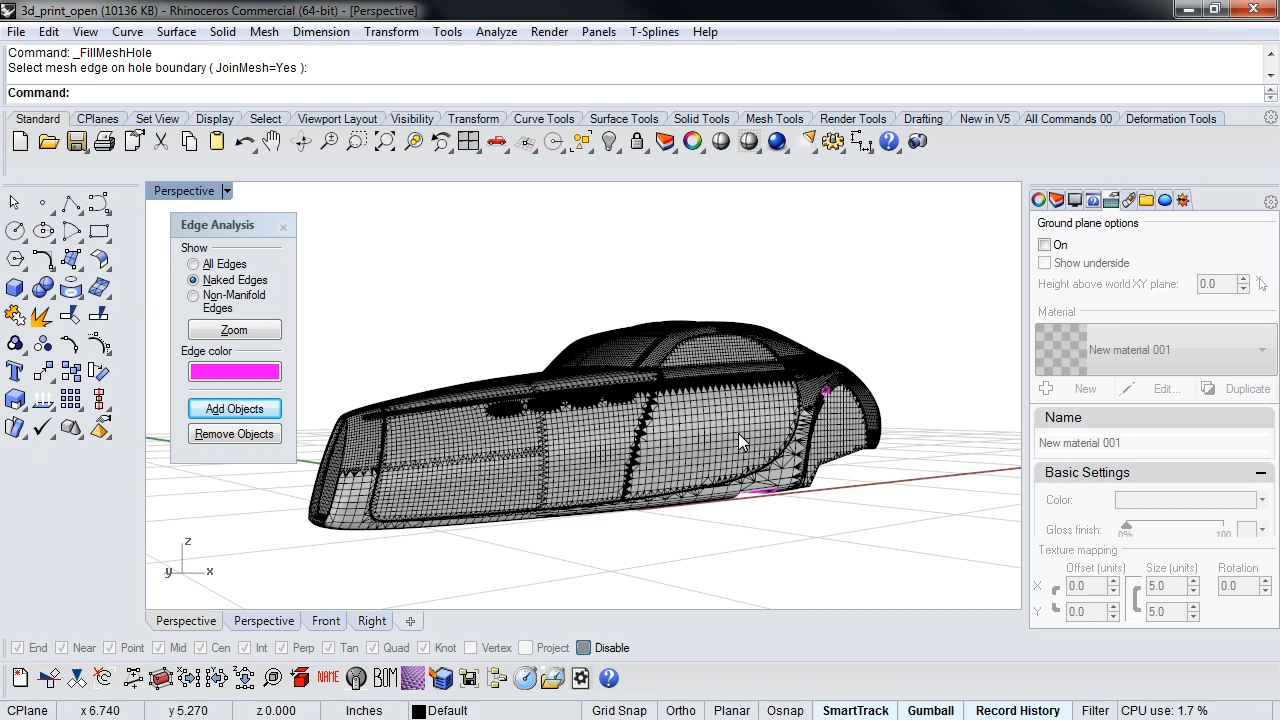 3d_print_open (10136 KB) - Rhinoceros Commercial (64-bit) - [Perspective]
File Edit View Curve Surface Solid Mesh Dimension Transform Tools Analyze Render Panels T-Splines Help
Command: _FillMeshHole
Select mesh edge on hole boundary ( JoinMesh=Yes ):
Command:
Standard CPlanes Set View Display Select Viewport Layout Visibility Transform Curve Tools Surface Tools Solid Tools Mesh Tools Render Tools Drafting New in V5 All Commands 00 Deformation Tools
Perspective
Edge Analysis
Show
All Edges
Naked Edges
Non-Manifold
Edges
Zoom
Edge color
Add Objects
Remove Objects
Ground plane options
On
Show underside
Height above world XY plane: 0.0
Material
New material 001
New Edit... Duplicate
Name
New material 001
Basic Settings
Color:
Gloss finish: 0% 100
Texture mapping
Offset (units) Size (units) Rotation
X 0.0 5.0 0.0
Y 0.0 5.0
z
y x
Perspective Perspective Front Right
End Near Point Mid Cen Int Perp Tan Quad Knot Vertex Project Disable
NAME BOM
CPlane x 6.740 y 5.270 z 0.000 Inches Default Grid Snap Ortho Planar Osnap SmartTrack Gumball Record History Filter CPU use: 1.7 %